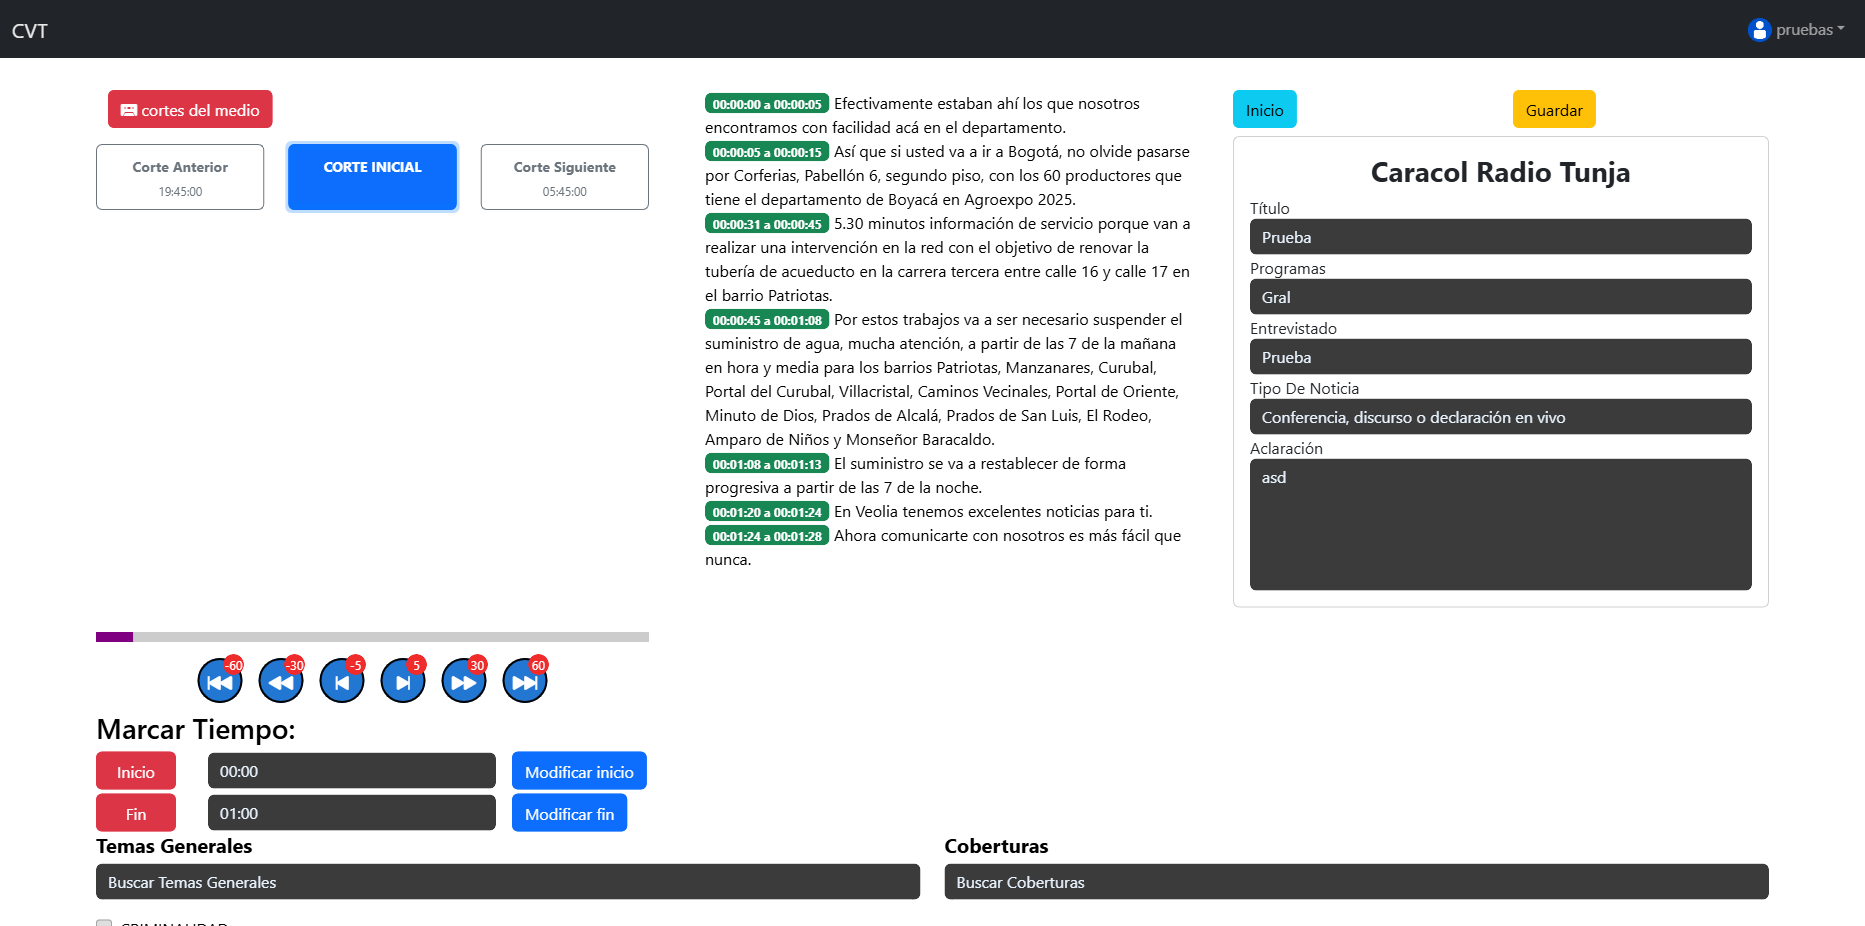 CVT
pruebas
cortes del medio
Corte Anterior
19:45:00
CORTE INICIAL
Corte Siguiente
05:45:00
-60
-30
-5
5
30
60
Marcar Tiempo:
Inicio
00:00
Modificar inicio
Fin
01:00
Modificar fin
00:00:00 a 00:00:05 Efectivamente estaban ahí los que nosotros
encontramos con facilidad acá en el departamento.
00:00:05 a 00:00:15 Así que si usted va a ir a Bogotá, no olvide pasarse
por Corferias, Pabellón 6, segundo piso, con los 60 productores que
tiene el departamento de Boyacá en Agroexpo 2025.
00:00:31 a 00:00:45 5.30 minutos información de servicio porque van a
realizar una intervención en la red con el objetivo de renovar la
tubería de acueducto en la carrera tercera entre calle 16 y calle 17 en
el barrio Patriotas.
00:00:45 a 00:01:08 Por estos trabajos va a ser necesario suspender el
suministro de agua, mucha atención, a partir de las 7 de la mañana
en hora y media para los barrios Patriotas, Manzanares, Curubal,
Portal del Curubal, Villacristal, Caminos Vecinales, Portal de Oriente,
Minuto de Dios, Prados de Alcalá, Prados de San Luis, El Rodeo,
Amparo de Niños y Monseñor Baracaldo.
00:01:08 a 00:01:13 El suministro se va a restablecer de forma
progresiva a partir de las 7 de la noche.
00:01:20 a 00:01:24 En Veolia tenemos excelentes noticias para ti.
00:01:24 a 00:01:28 Ahora comunicarte con nosotros es más fácil que
nunca.
Inicio
Guardar
Caracol Radio Tunja
Título
Prueba
Programas
Gral
Entrevistado
Prueba
Tipo De Noticia
Conferencia, discurso o declaración en vivo
Aclaración
asd
Temas Generales
Buscar Temas Generales
Coberturas
Buscar Coberturas
CRIMINALIDAD